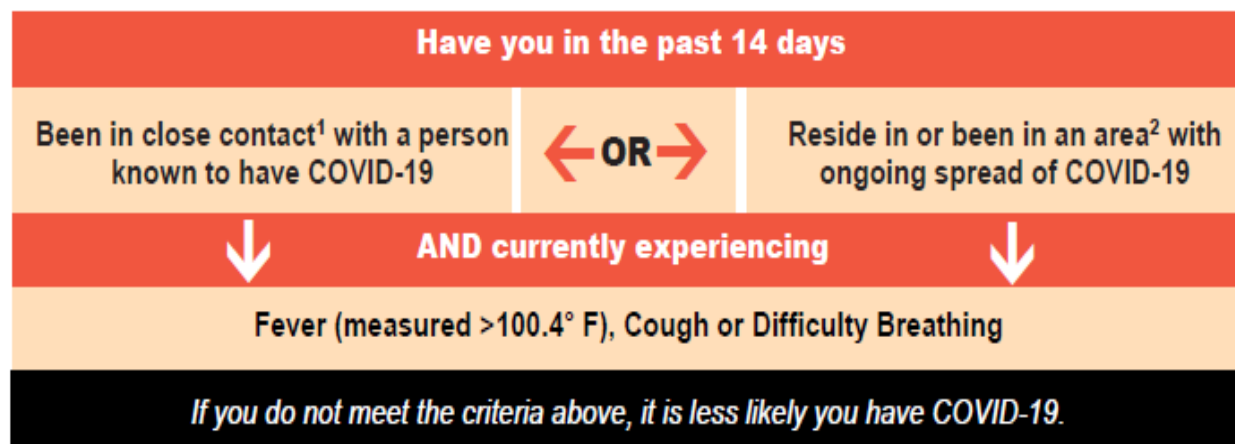 Have you in the past 14 days
Been in close contact¹ with a person
known to have COVID-19
OR
Reside in or been in an area² with
ongoing spread of COVID-19
AND currently experiencing
Fever (measured >100.4° F), Cough or Difficulty Breathing
If you do not meet the criteria above, it is less likely you have COVID-19.